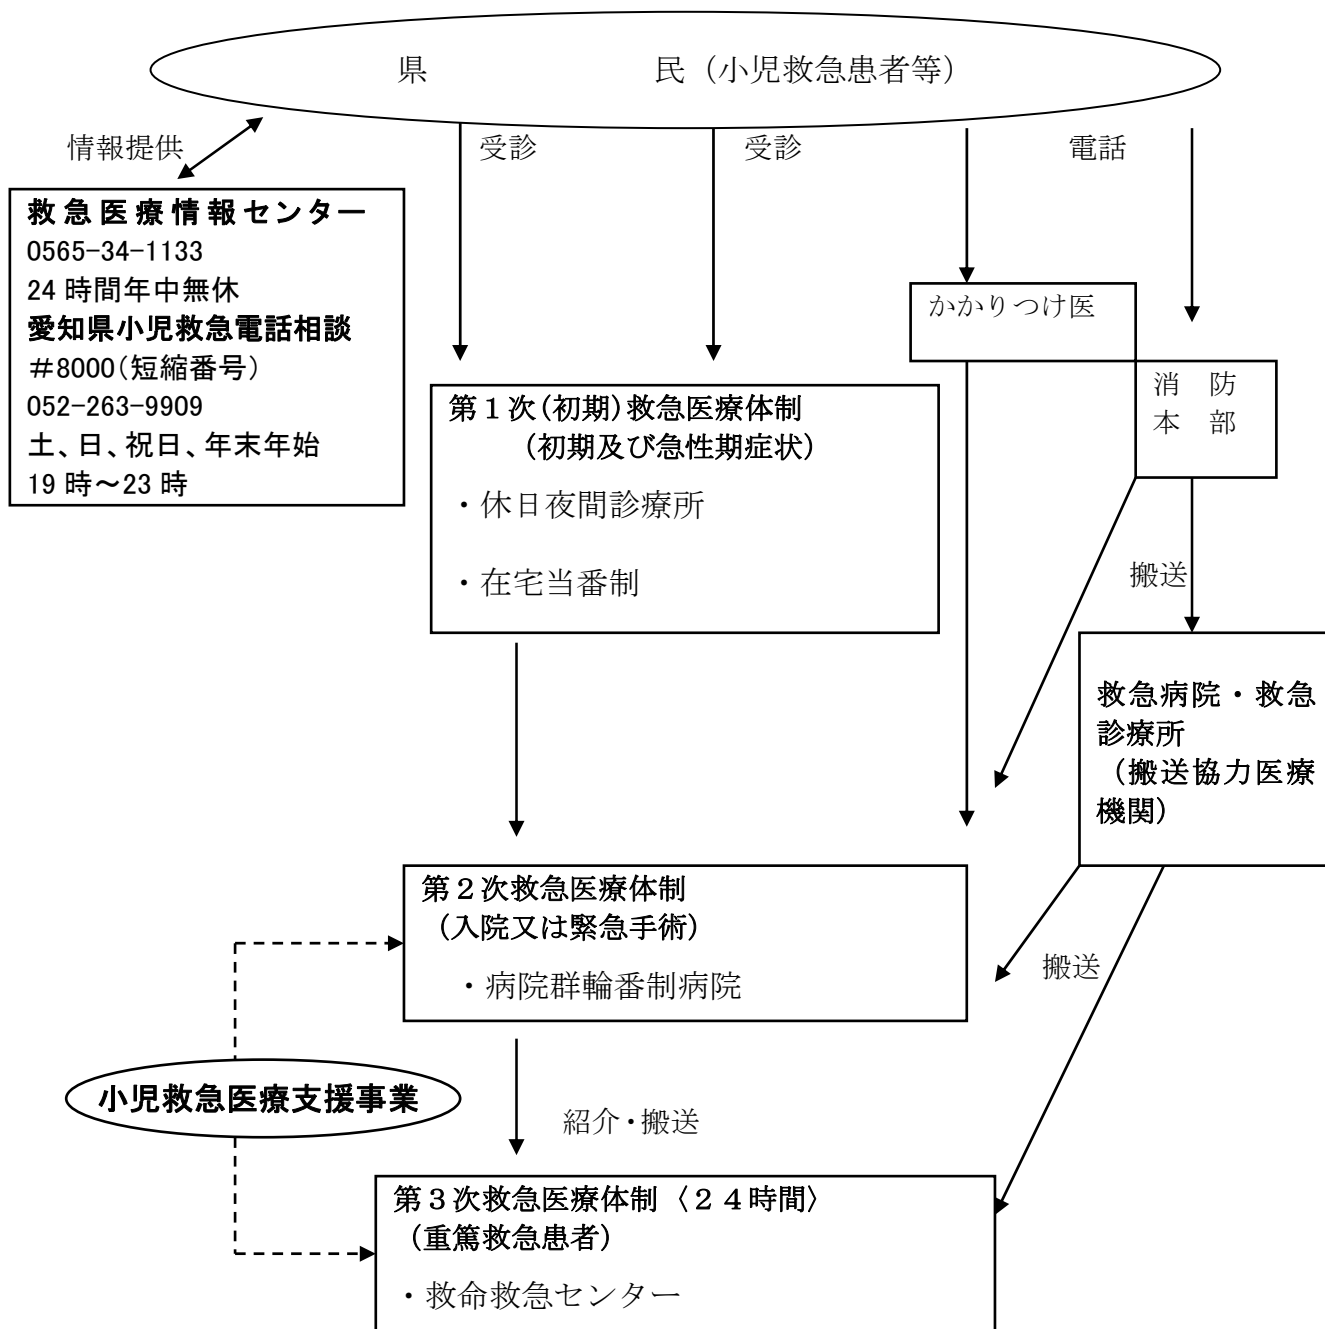 県　民（小児救急患者等）
情報提供
受診
受診
電話
救急医療情報センター
0565-34-1133
24時間年中無休
愛知県小児救急電話相談
＃8000（短縮番号）
052-263-9909
土、日、祝日、年末年始
19時～23時
かかりつけ医
消　防
本　部
第１次（初期）救急医療体制
（初期及び急性期症状）
・休日夜間診療所
・在宅当番制
搬送
救急病院・救急
診療所
（搬送協力医療
機関）
第２次救急医療体制
（入院又は緊急手術）
・病院群輪番制病院
搬送
小児救急医療支援事業
紹介・搬送
第３次救急医療体制〈２４時間〉
（重篤救急患者）
・救命救急センター